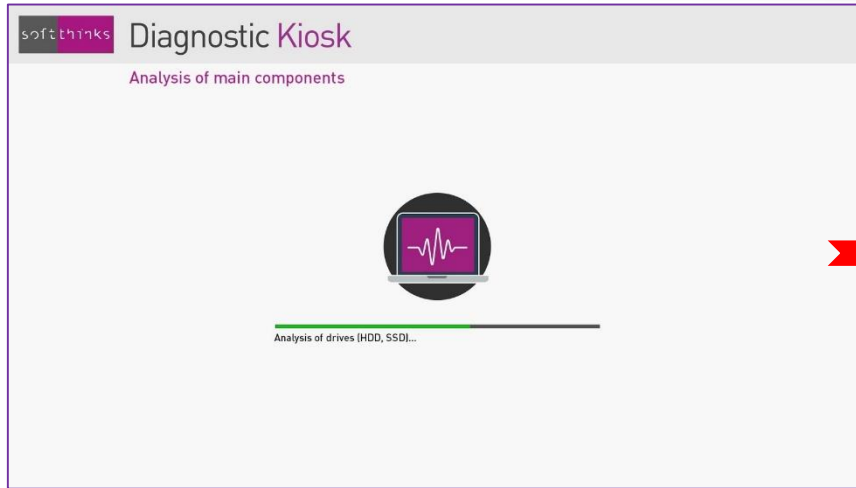 softthinks
Diagnostic Kiosk
Analysis of main components
Analysis of drives (HDD, SSD)...